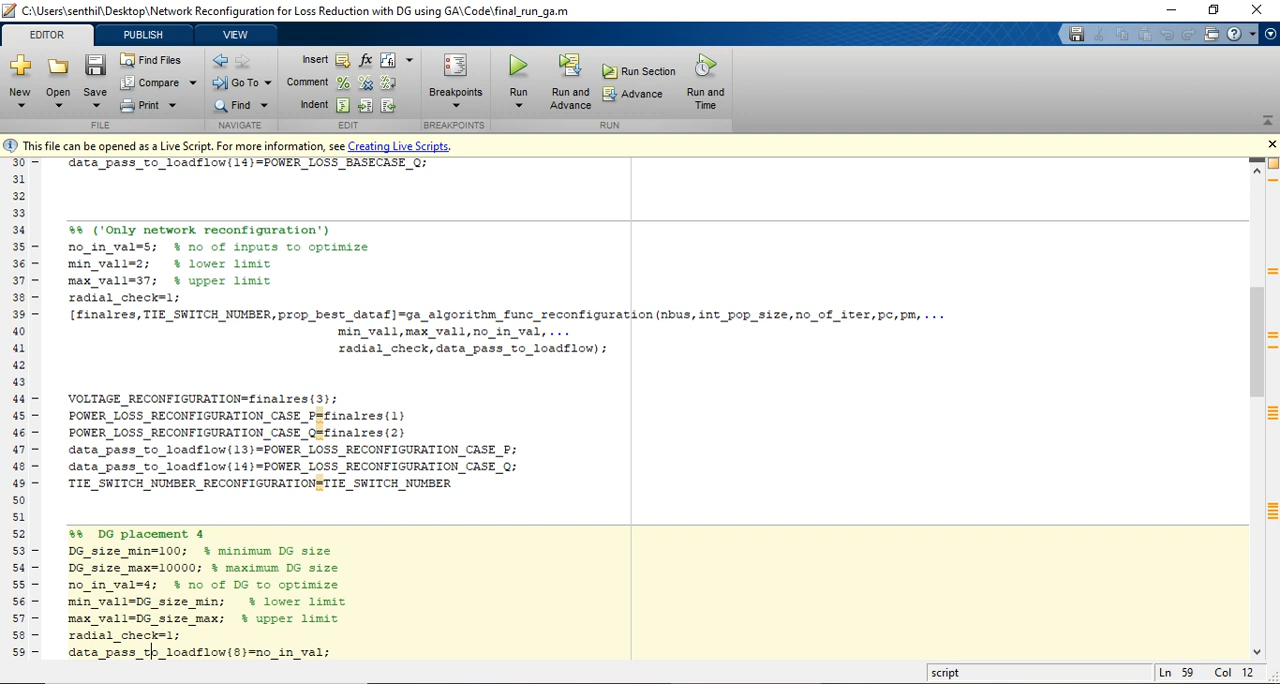 C:\Users\senthil\Desktop\Network Reconfiguration for Loss Reduction with DG using GA\Code\final_run_ga.m
EDITOR PUBLISH VIEW
New Open Save Find Files Compare Print
FILE
Go To Find
NAVIGATE
Insert fx
Comment
Indent
EDIT
Breakpoints
BREAKPOINTS
Run Run and Advance Run Section Advance Run and Time
RUN
This file can be opened as a Live Script. For more information, see Creating Live Scripts.
30 – data_pass_to_loadflow{14}=POWER_LOSS_BASECASE_Q;
31
32
33
34 %% ('Only network reconfiguration')
35 – no_in_val=5; % no of inputs to optimize
36 – min_val1=2; % lower limit
37 – max_val1=37; % upper limit
38 – radial_check=1;
39 – [finalres,TIE_SWITCH_NUMBER,prop_best_dataf]=ga_algorithm_func_reconfiguration(nbus,int_pop_size,no_of_iter,pc,pm,...
40 min_val1,max_val1,no_in_val,...
41 radial_check,data_pass_to_loadflow);
42
43
44 – VOLTAGE_RECONFIGURATION=finalres{3};
45 – POWER_LOSS_RECONFIGURATION_CASE_P=finalres{1}
46 – POWER_LOSS_RECONFIGURATION_CASE_Q=finalres{2}
47 – data_pass_to_loadflow{13}=POWER_LOSS_RECONFIGURATION_CASE_P;
48 – data_pass_to_loadflow{14}=POWER_LOSS_RECONFIGURATION_CASE_Q;
49 – TIE_SWITCH_NUMBER_RECONFIGURATION=TIE_SWITCH_NUMBER
50
51
52 %% DG placement 4
53 – DG_size_min=100; % minimum DG size
54 – DG_size_max=10000; % maximum DG size
55 – no_in_val=4; % no of DG to optimize
56 – min_val1=DG_size_min; % lower limit
57 – max_val1=DG_size_max; % upper limit
58 – radial_check=1;
59 – data_pass_to_loadflow{8}=no_in_val;
script Ln 59 Col 12